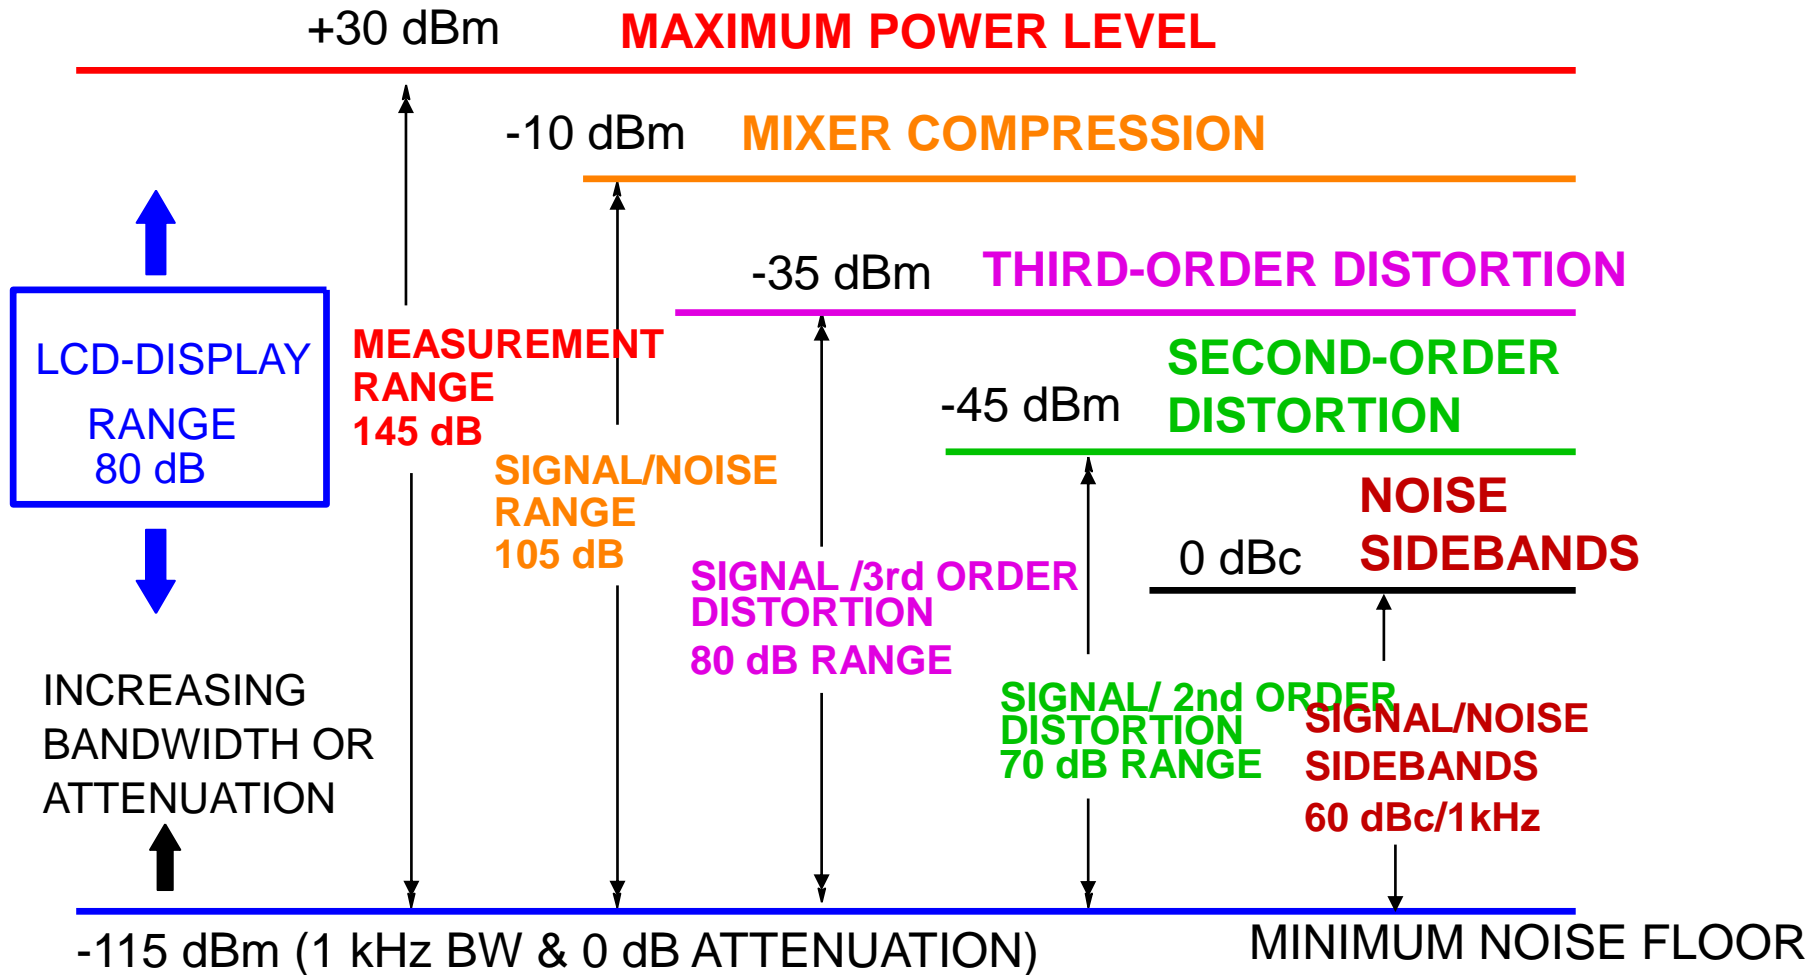 +30 dBm
MAXIMUM POWER LEVEL
-10 dBm
MIXER COMPRESSION
-35 dBm
THIRD-ORDER DISTORTION
LCD-DISPLAY
RANGE
80 dB
MEASUREMENT
RANGE
145 dB
SECOND-ORDER
DISTORTION
-45 dBm
SIGNAL/NOISE
RANGE
105 dB
NOISE
SIDEBANDS
0 dBc
SIGNAL /3rd ORDER
DISTORTION
80 dB RANGE
SIGNAL/ 2nd ORDER
DISTORTION
70 dB RANGE
SIGNAL/NOISE
SIDEBANDS
60 dBc/1kHz
INCREASING
BANDWIDTH OR
ATTENUATION
-115 dBm (1 kHz BW & 0 dB ATTENUATION)
MINIMUM NOISE FLOOR